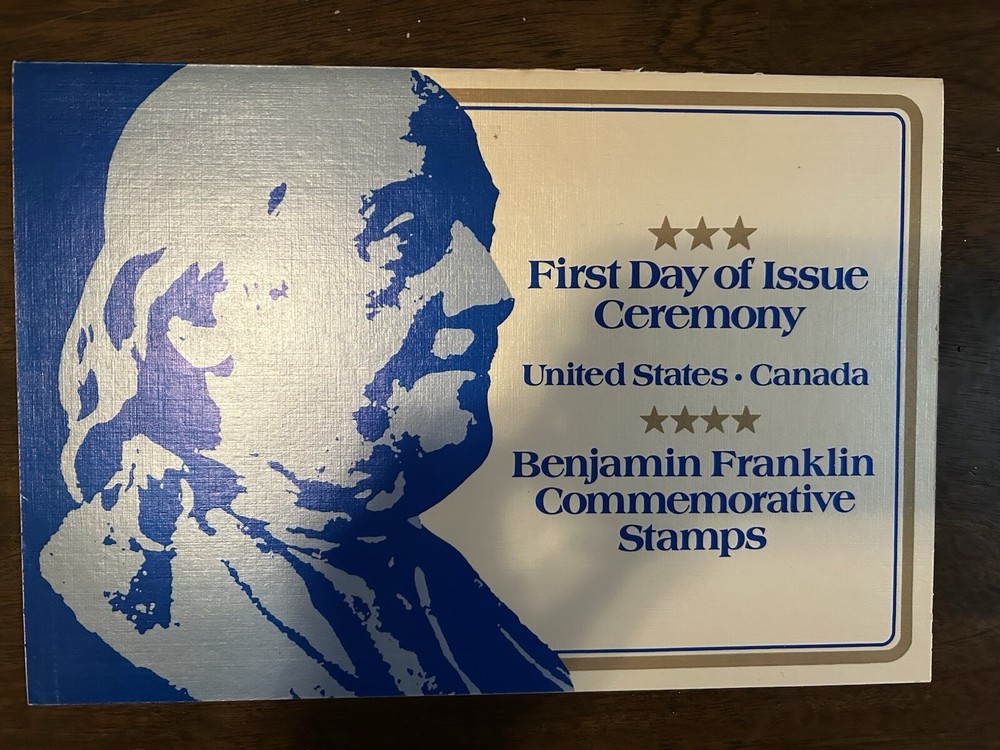 First Day of Issue
Ceremony
United States • Canada
Benjamin Franklin
Commemorative
Stamps